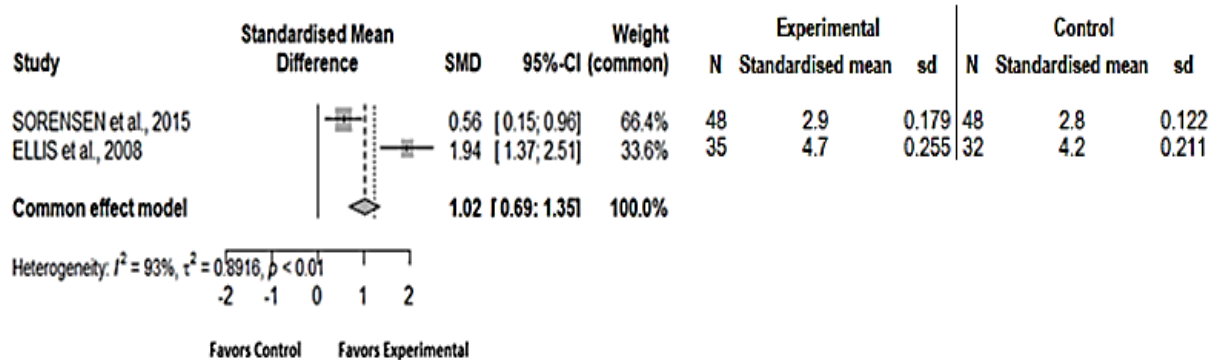 Standardised Mean Weight Experimental Control
Study Difference SMD 95%-CI (common) N Standardised mean sd N Standardised mean sd
SORENSEN et al., 2015 0.56 [0.15; 0.96] 66.4% 48 2.9 0.179 48 2.8 0.122
ELLIS et al., 2008 1.94 [1.37; 2.51] 33.6% 35 4.7 0.255 32 4.2 0.211
Common effect model 1.02 [0.69; 1.35] 100.0%
Heterogeneity: I² = 93%, τ² = 0.8916, p < 0.01
-2 -1 0 1 2
Favors Control Favors Experimental